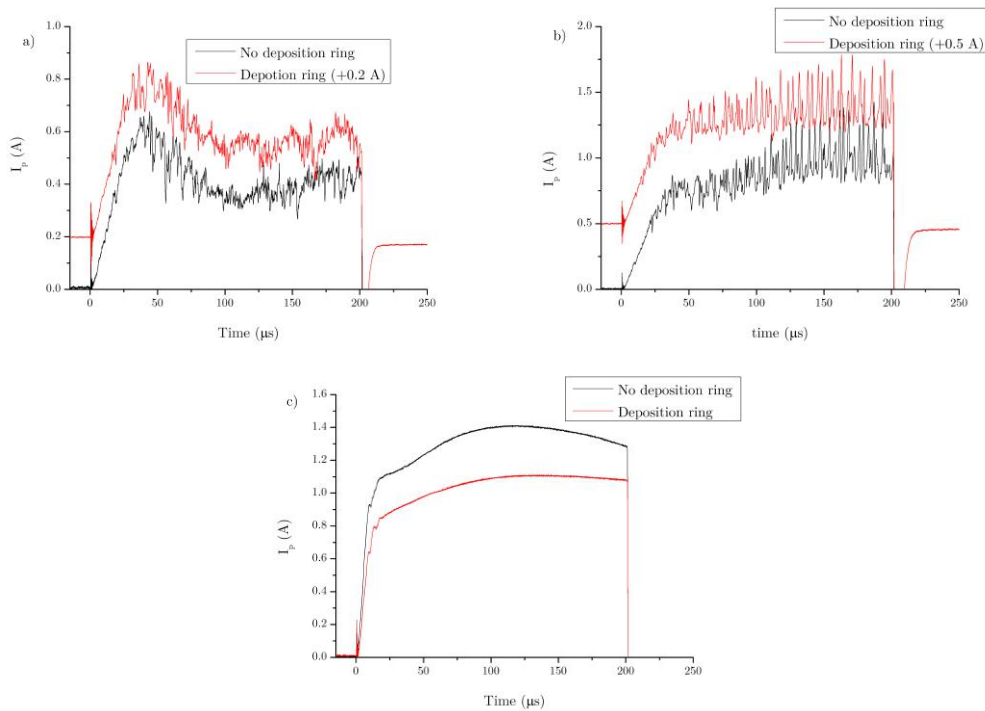 a)
No deposition ring
Depotion ring (+0.2 A)
1.0
0.8
0.6
0.4
0.2
0.0
I_p (A)
0
50
100
150
200
250
Time (μs)
b)
No deposition ring
Deposition ring (+0.5 A)
2.0
1.5
1.0
0.5
0.0
I_p (A)
0
50
100
150
200
250
time (μs)
c)
No deposition ring
Deposition ring
1.6
1.4
1.2
1.0
0.8
0.6
0.4
0.2
0.0
I_p (A)
0
50
100
150
200
250
Time (μs)